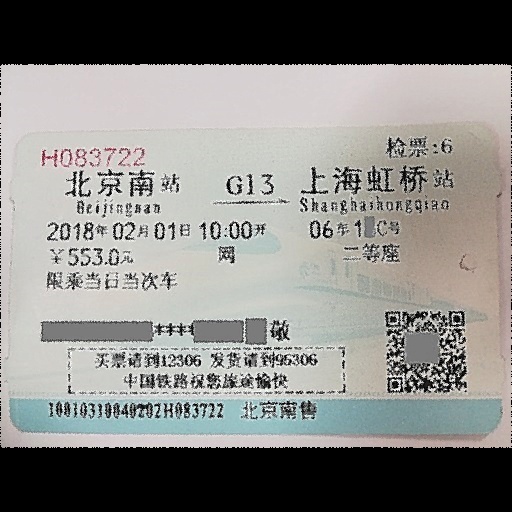 H083722 检票:6
北京南站 G13 上海虹桥站
Beijingnan Shanghaihongqiao
2018年02月01日 10:00开 06车 1 C号
￥553.0元 网 二等座
限乘当日当次车
**** 敬
买票请到12306 发货请到95306
中国铁路祝您旅途愉快
10010310040202H083722 北京南售